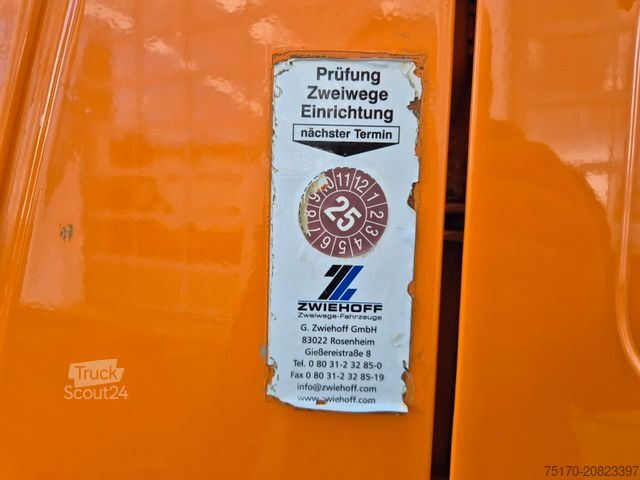 Prüfung
Zweiwege
Einrichtung
nächster Termin
10 11 12 1 2 3 4 5 6 7 8 9
25
ZWIEHOFF
Zweiwege-Fahrzeuge
G. Zwiehoff GmbH
83022 Rosenheim
Gießereistraße 8
Tel. 0 80 31-2 32 85-0
Fax 0 80 31-2 32 85-19
info@zwiehoff.com
www.zwiehoff.com
Truck
Scout24
75170-20823397